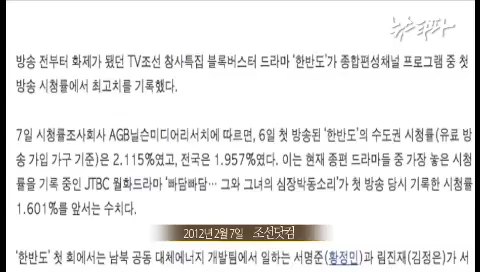 뉴스타파
방송 전부터 화제가 됐던 TV조선 창사특집 블록버스터 드라마 '한반도'가 종합편성채널 프로그램 중 첫
방송 시청률에서 최고치를 기록했다.
7일 시청률조사회사 AGB닐슨미디어리서치에 따르면, 6일 첫 방송된 '한반도'의 수도권 시청률(유료 방
송 가입 가구 기준)은 2.115%였고, 전국은 1.957%였다. 이는 현재 종편 드라마들 중 가장 높은 시청
률을 기록 중인 JTBC 월화드라마 '빠담빠담… 그와 그녀의 심장박동소리'가 첫 방송 당시 기록한 시청률
1.601%를 앞서는 수치다.
2012년 2월 7일 조선닷컴
'한반도' 첫 회에서는 남북 공동 대체에너지 개발팀에서 일하는 서명준(황정민)과 림진재(김정은)가 서